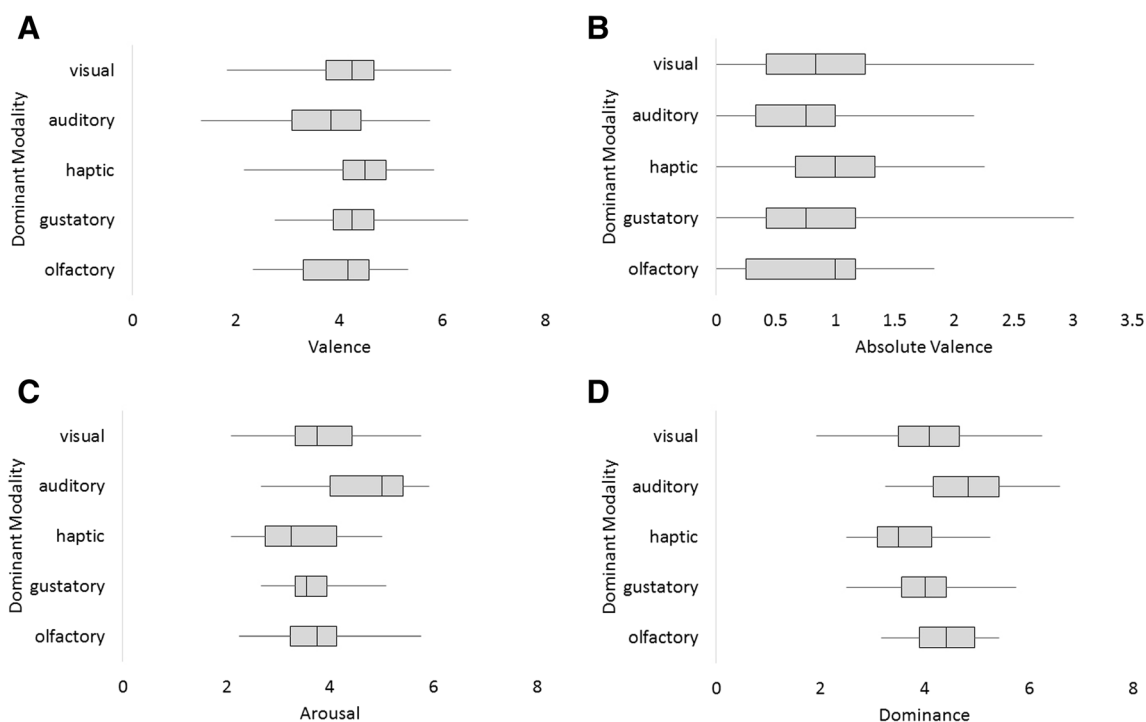 A
Dominant Modality
visual
auditory
haptic
gustatory
olfactory
0 2 4 6 8
Valence
B
Dominant Modality
visual
auditory
haptic
gustatory
olfactory
0 0.5 1 1.5 2 2.5 3 3.5
Absolute Valence
C
Dominant Modality
visual
auditory
haptic
gustatory
olfactory
0 2 4 6 8
Arousal
D
Dominant Modality
visual
auditory
haptic
gustatory
olfactory
0 2 4 6 8
Dominance